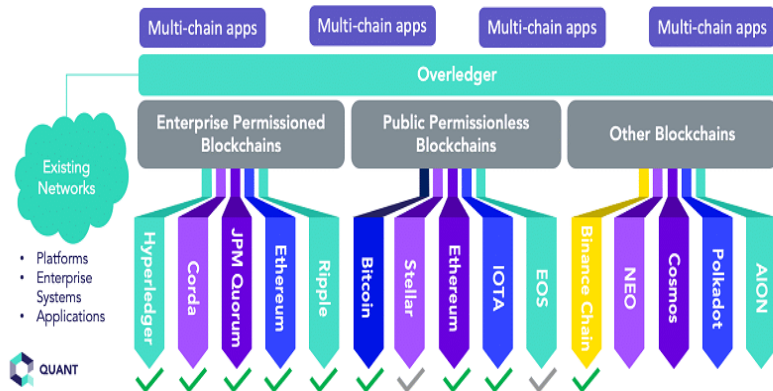 Multi-chain apps
Multi-chain apps
Multi-chain apps
Multi-chain apps
Overledger
Enterprise Permissioned
Blockchains
Public Permissionless
Blockchains
Other Blockchains
Existing
Networks
• Platforms
• Enterprise
Systems
• Applications
Hyperledger
Corda
JPM Quorum
Ethereum
Ripple
Bitcoin
Stellar
Ethereum
IOTA
EOS
Binance Chain
NEO
Cosmos
Polkadot
AION
QUANT